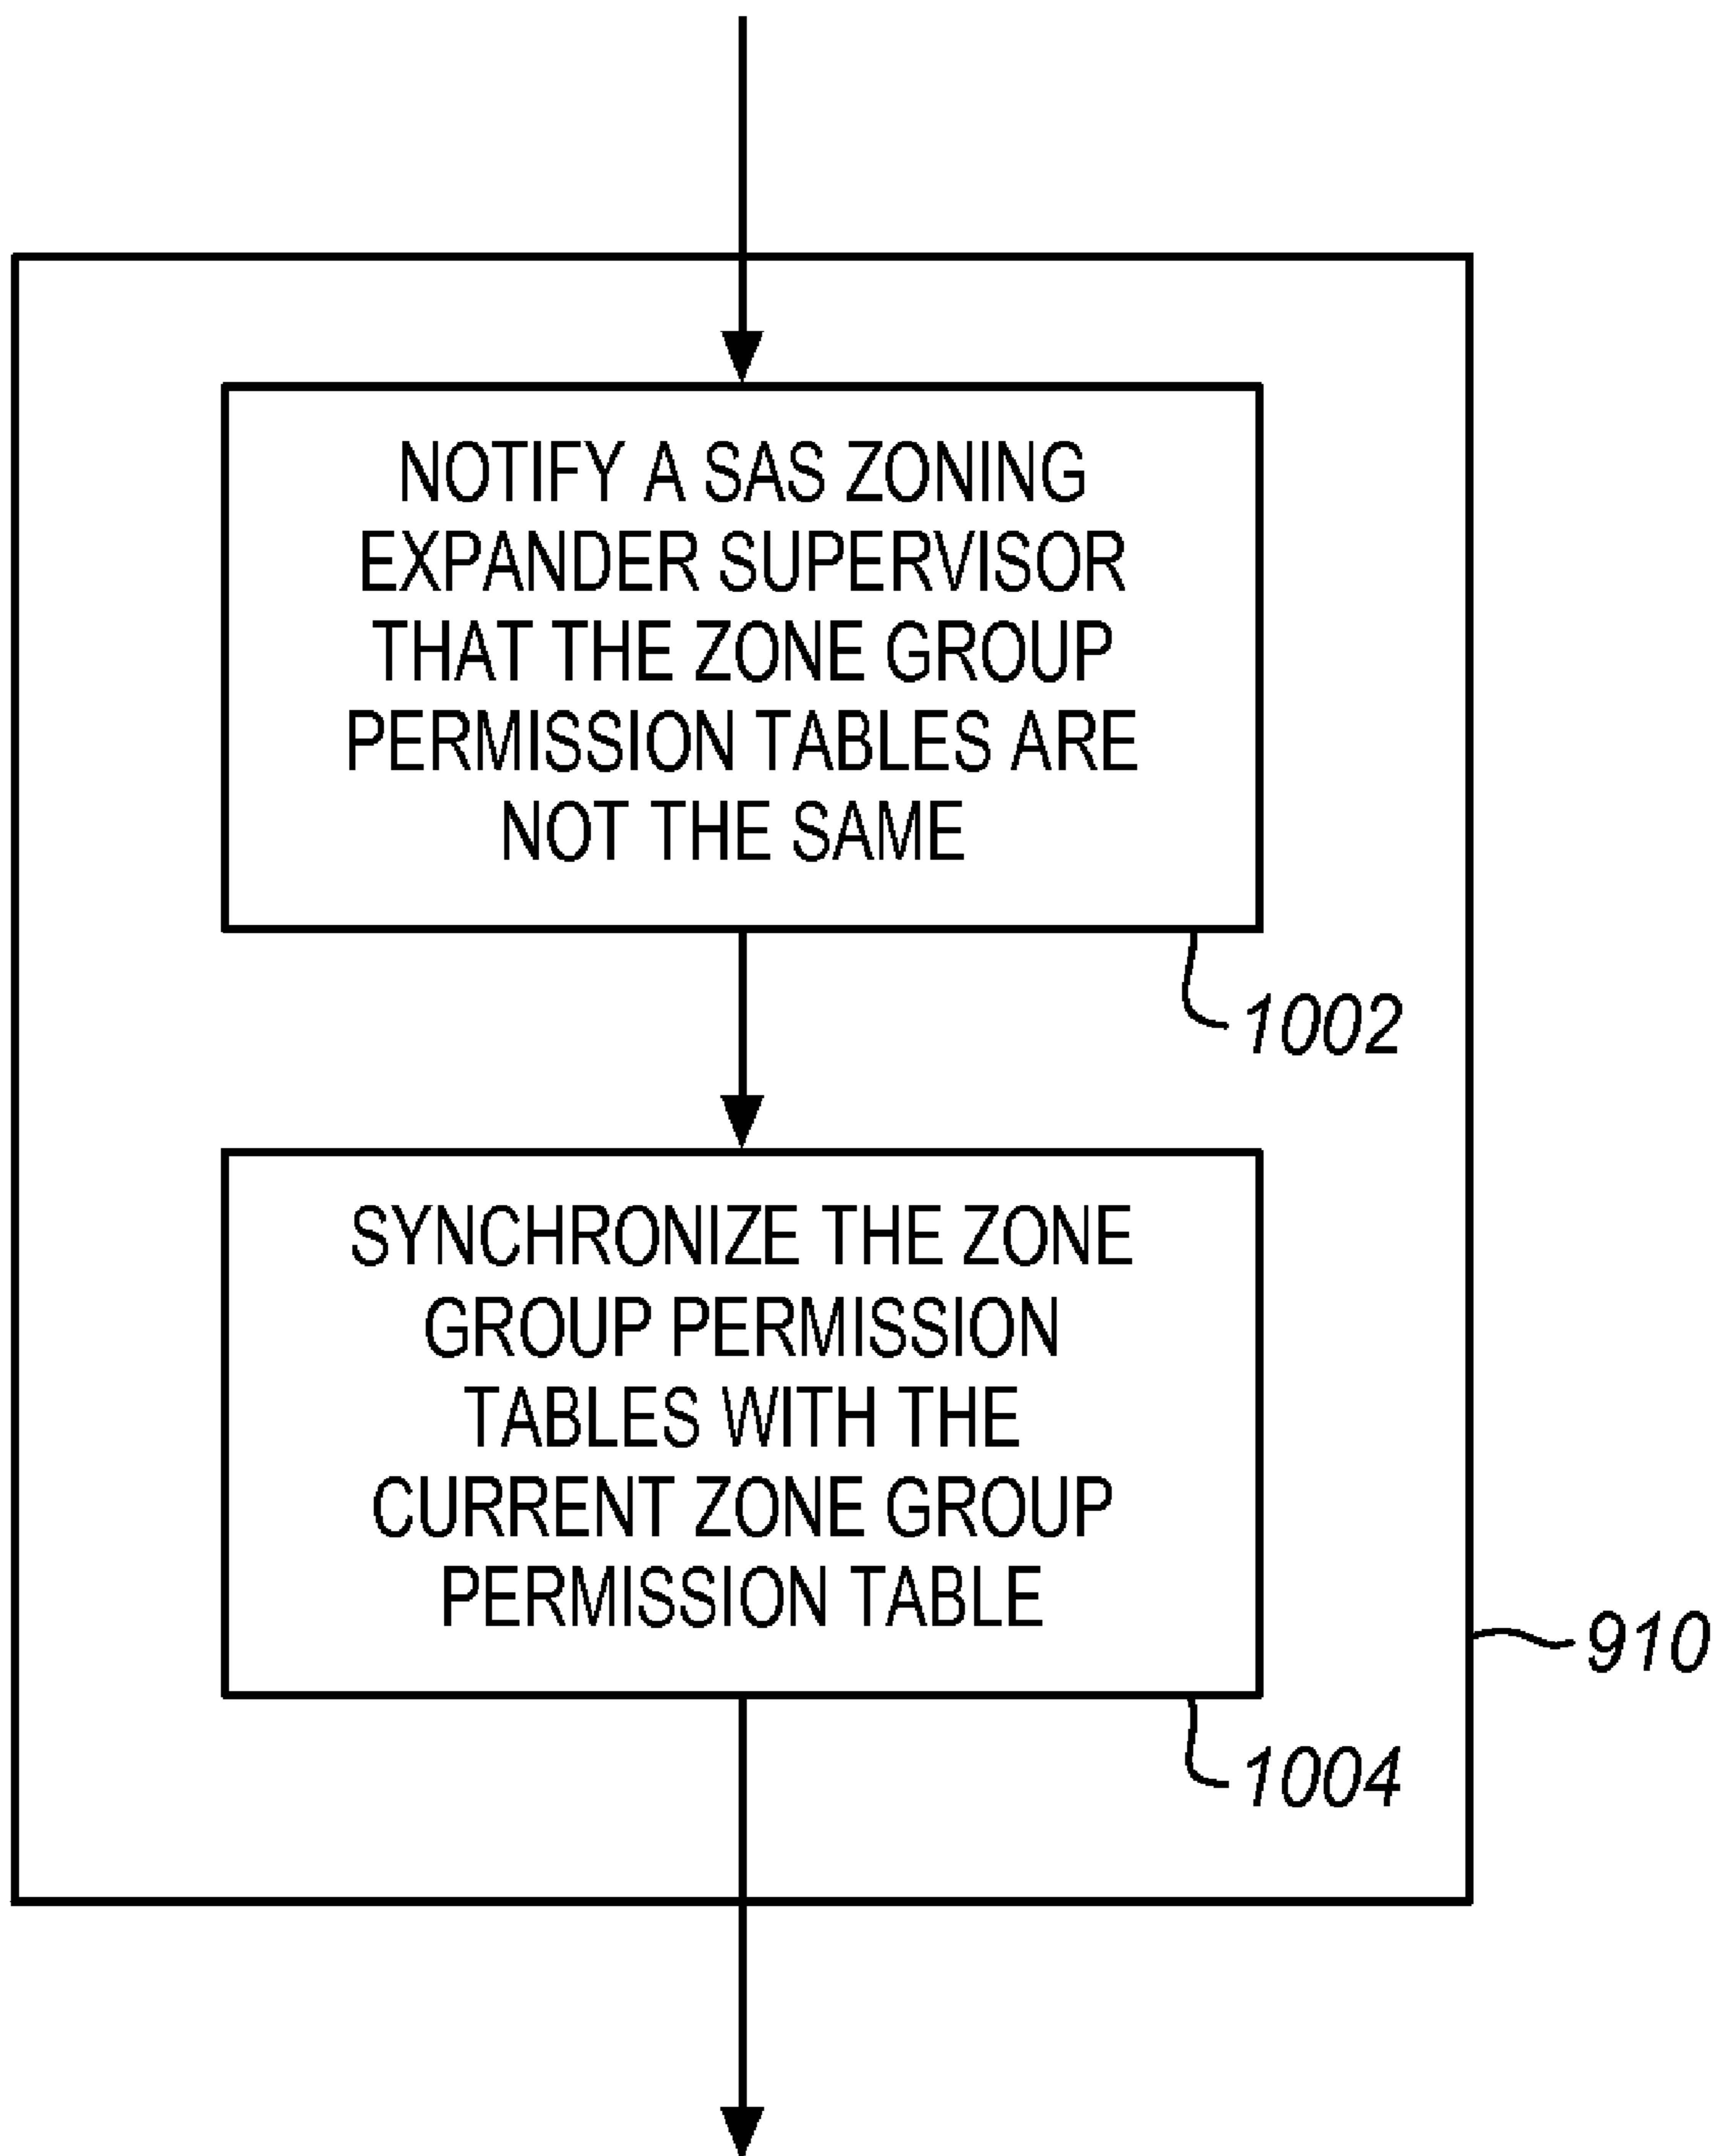 NOTIFY A SAS ZONING
EXPANDER SUPERVISOR
THAT THE ZONE GROUP
PERMISSION TABLES ARE
NOT THE SAME
1002
SYNCHRONIZE THE ZONE
GROUP PERMISSION
TABLES WITH THE
CURRENT ZONE GROUP
PERMISSION TABLE
910
1004